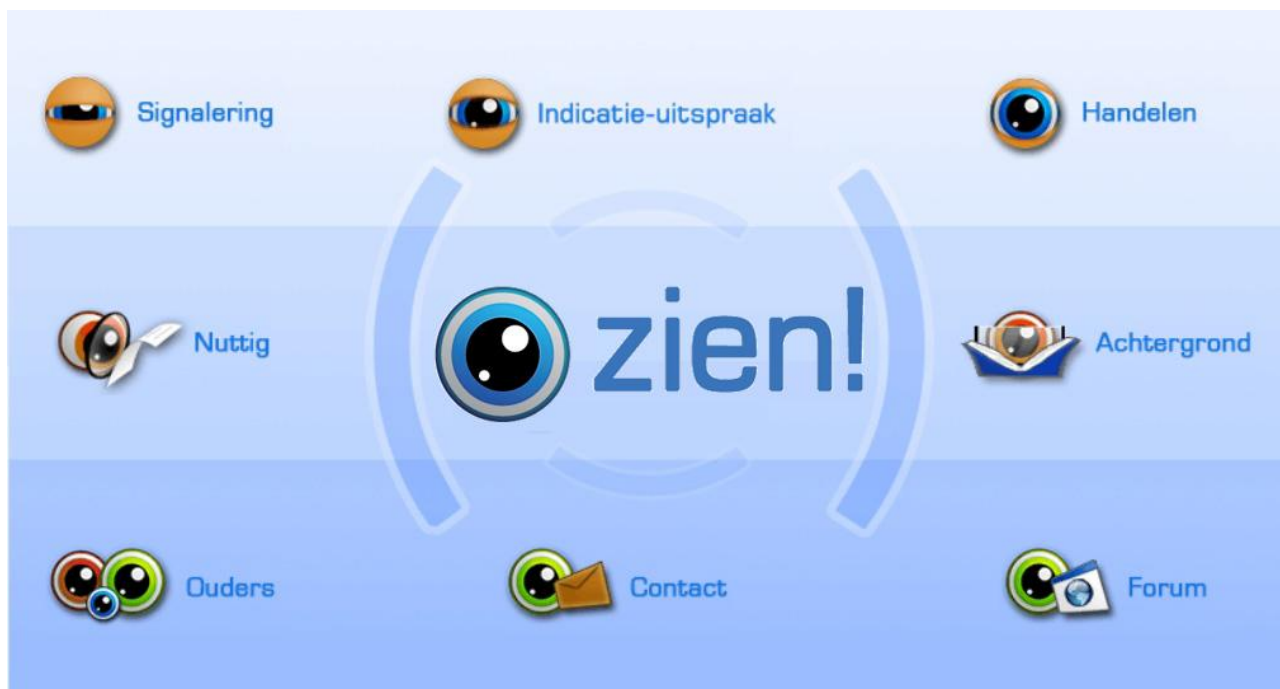 Signalering
Indicatie-uitspraak
Handelen
Nuttig
zien!
Achtergrond
Ouders
Contact
Forum